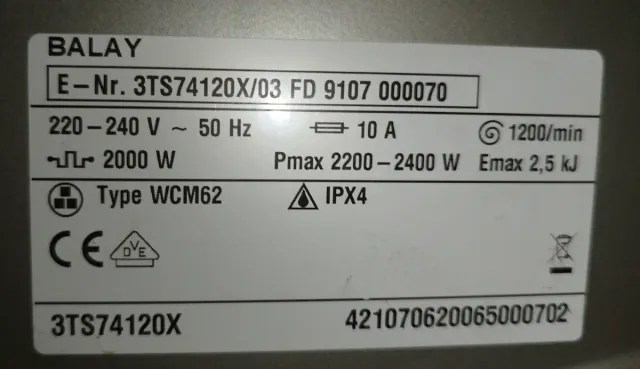 BALAY
E-Nr. 3TS74120X/03 FD 9107 000070
220-240 V ~ 50 Hz 10 A 1200/min
2000 W Pmax 2200-2400 W Emax 2,5 kJ
Type WCM62 IPX4
CE DVE
3TS74120X 421070620065000702